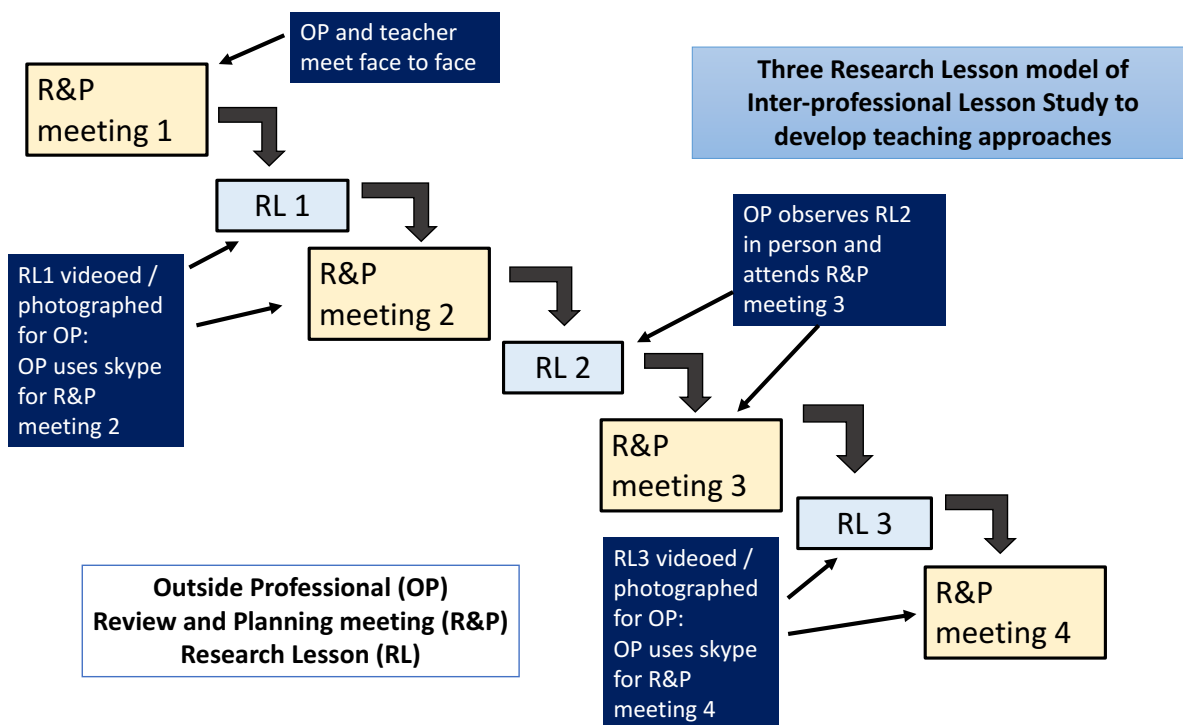 OP and teacher
meet face to face
Three Research Lesson model of
Inter-professional Lesson Study to
develop teaching approaches
R&P
meeting 1
RL 1
OP observes RL2
in person and
attends R&P
meeting 3
RL1 videoed /
photographed
for OP:
OP uses skype
for R&P
meeting 2
R&P
meeting 2
RL 2
R&P
meeting 3
RL 3
RL3 videoed /
photographed
for OP:
OP uses skype
for R&P
meeting 4
R&P
meeting 4
Outside Professional (OP)
Review and Planning meeting (R&P)
Research Lesson (RL)